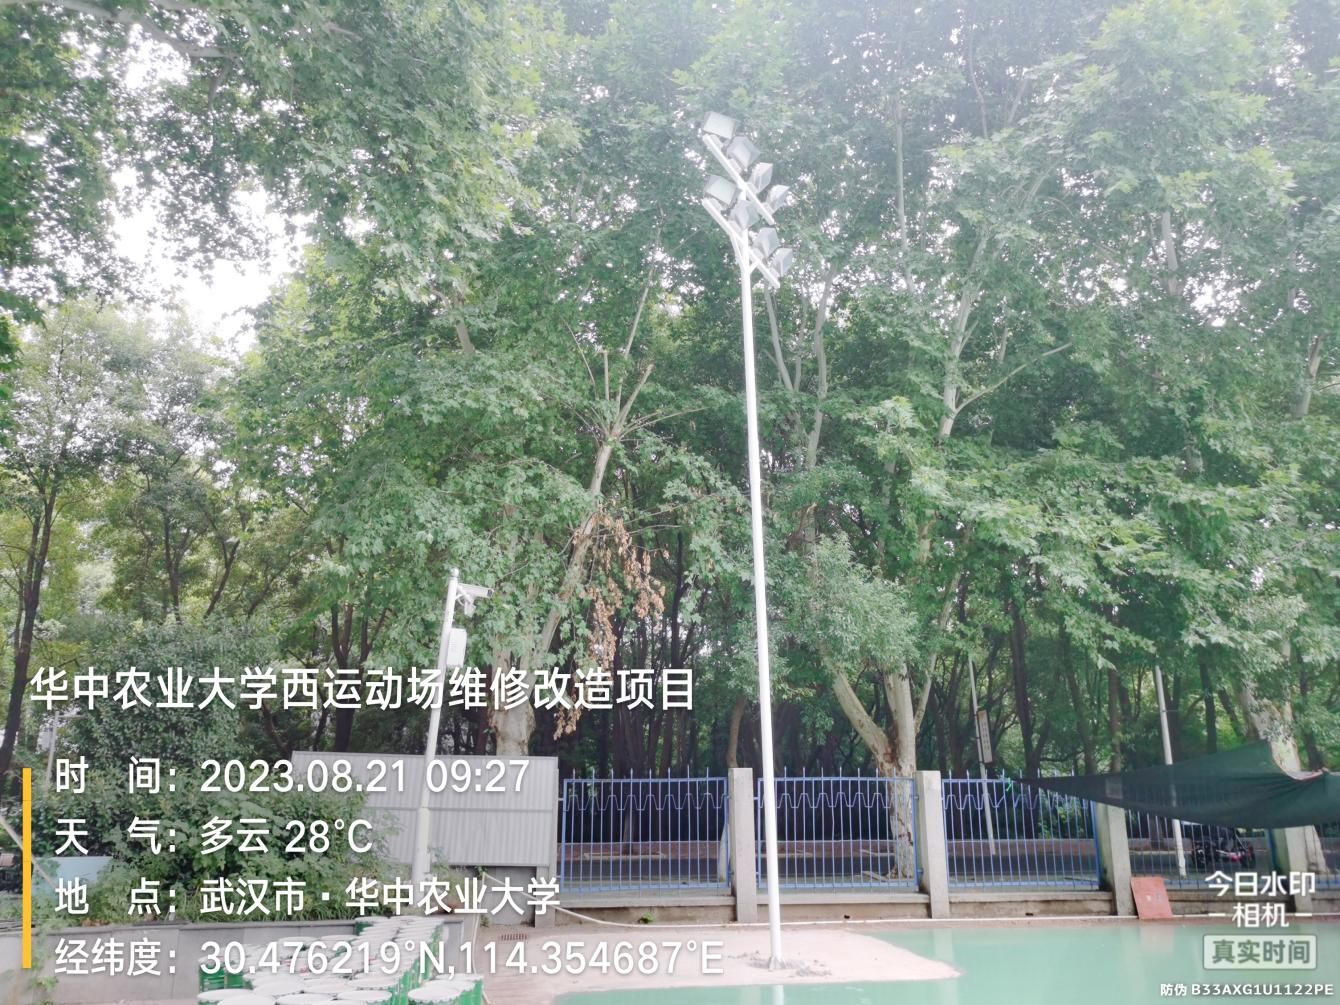 华中农业大学西运动场维修改造项目
时 间：2023.08.21 09:27
天 气：多云 28℃
地 点：武汉市·华中农业大学
经纬度：30.476219°N,114.354687°E
今日水印
相机
真实时间
防伪 B33AXG1U1122PE